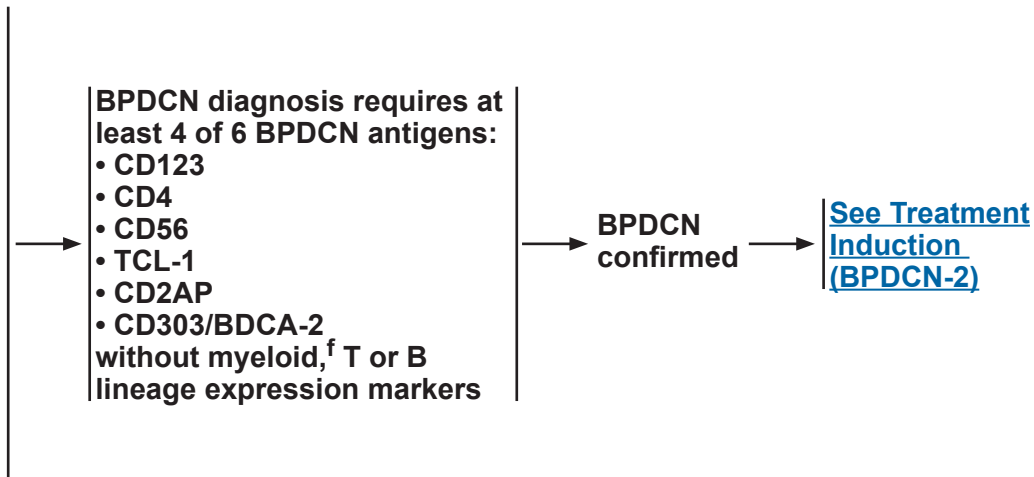 BPDCN diagnosis requires at
least 4 of 6 BPDCN antigens:
• CD123
• CD4
• CD56
• TCL-1
• CD2AP
• CD303/BDCA-2
without myeloid,f T or B
lineage expression markers
BPDCN
confirmed
See Treatment
Induction
(BPDCN-2)